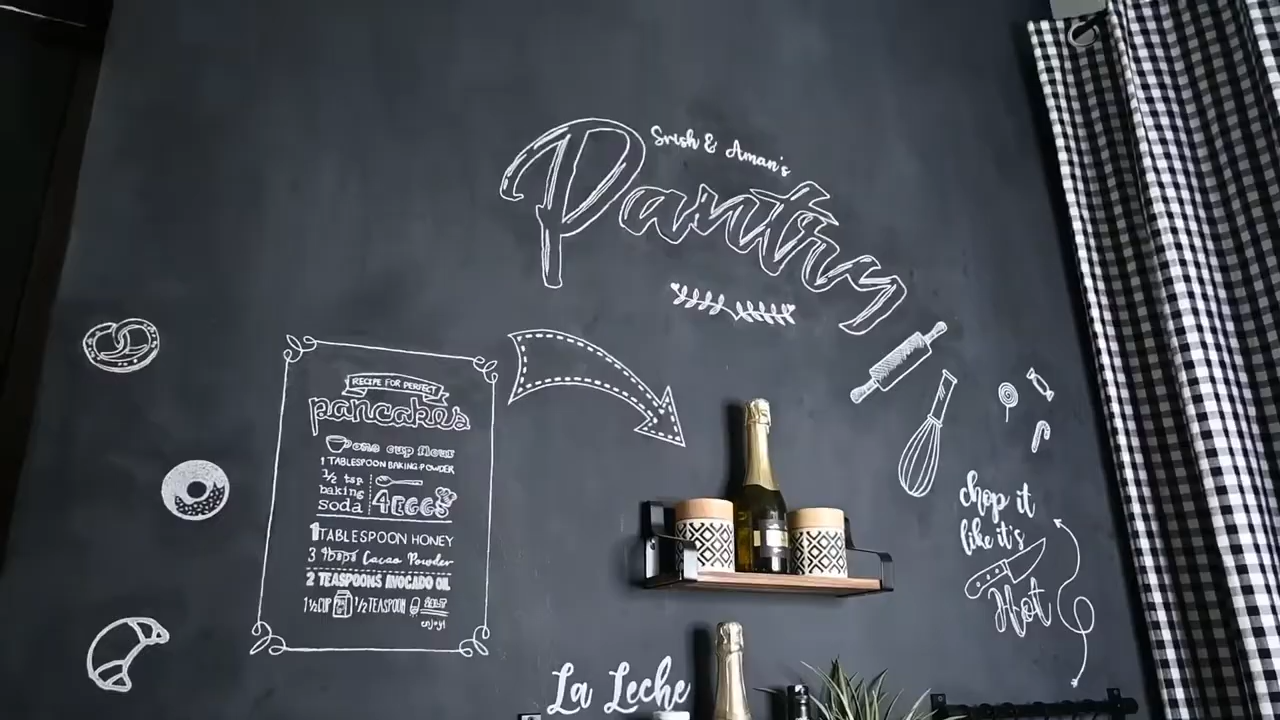 Srish & Aman's
Pantry
RECIPE FOR PERFECT
pancakes
one cup flour
1 TABLESPOON BAKING POWDER
1/2 tsp
baking
soda
4 EGGS
1 TABLESPOON HONEY
3 tbsps Cacao Powder
2 TEASPOONS AVOCADO OIL
1 1/2 CUP
1/2 TEASPOON
SALT
enjoy!
chop it
like it's
Hot
La Leche